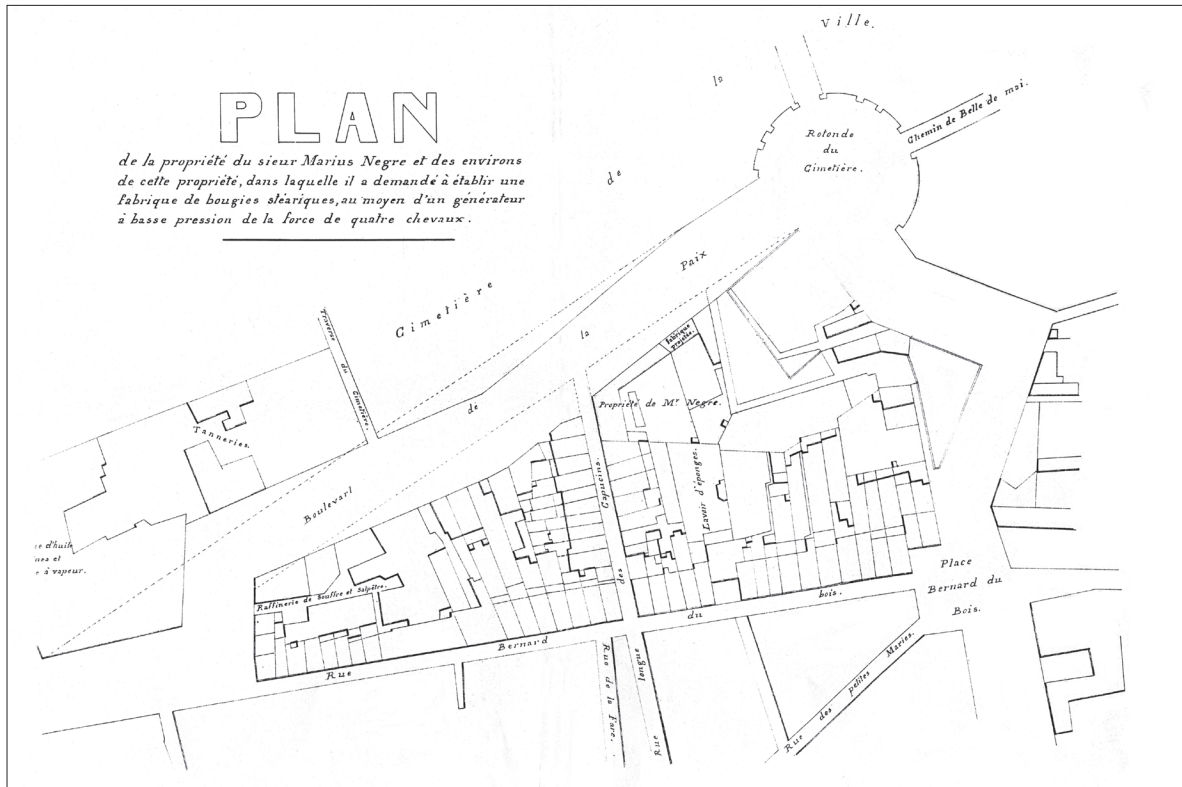 PLAN
de la propriété du sieur Marius Negre et des environs
de cette propriété, dans laquelle il a demandé à établir une
fabrique de bougies stéariques, au moyen d'un générateur
à basse pression de la force de quatre chevaux.
Cimetière de la Ville.
Rotonde
du
Cimetière.
Chemin de Belle de mai.
Boulevart de la Paix
Traverse du Cimetière.
Tanneries.
Fabrique
projetée.
Propriété de Mr Negre.
Lavoir d'éponges.
Rue des Capucins.
d'huile
et
à vapeur.
Raffinerie de Souffre et Salpêtre.
Rue Bernard du bois.
Place
Bernard du
Bois.
Rue de la Fare.
Rue longue
Rue des petites Maries.